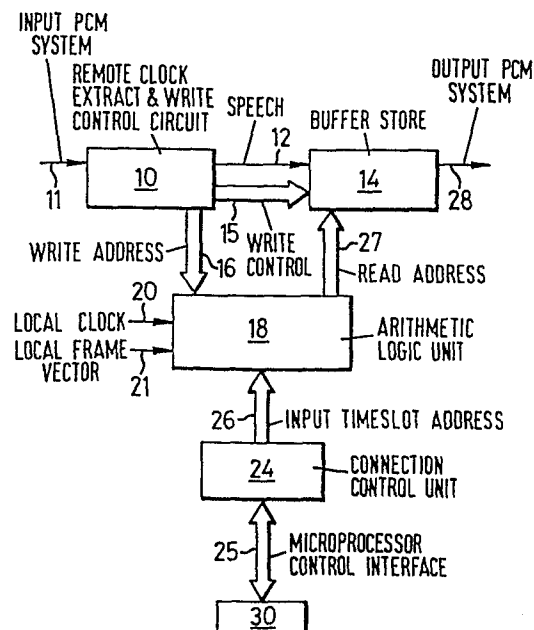 INPUT PCM
SYSTEM
REMOTE CLOCK
EXTRACT & WRITE
CONTROL CIRCUIT
SPEECH
12
BUFFER STORE
OUTPUT PCM
SYSTEM
10
14
11
28
15
WRITE
CONTROL
WRITE ADDRESS
16
27
READ ADDRESS
20
LOCAL CLOCK
LOCAL FRAME
VECTOR
21
18
ARITHMETIC
LOGIC UNIT
26
INPUT TIMESLOT ADDRESS
24
CONNECTION
CONTROL UNIT
25
MICROPROCESSOR
CONTROL INTERFACE
30